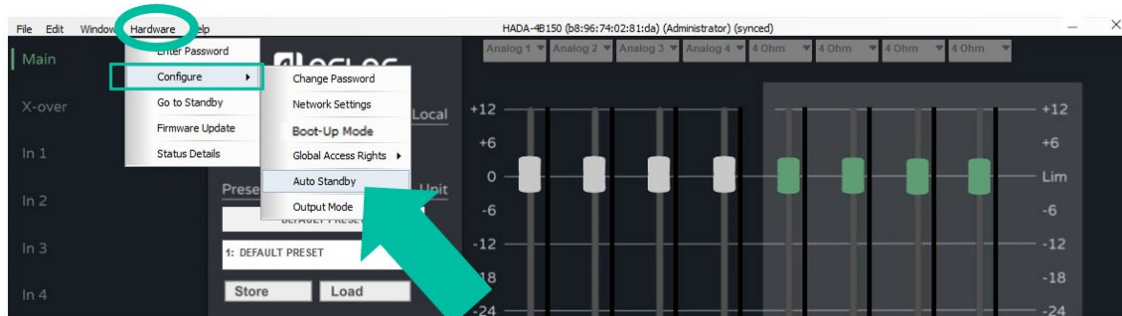 File Edit Window Hardware Help
HADA-4B150 (b8:96:74:02:81:da) (Administrator) (synced)
Main
X-over
In 1
In 2
In 3
In 4
Enter Password
Configure
Go to Standby
Firmware Update
Status Details
Change Password
Network Settings
Boot-Up Mode
Global Access Rights
Auto Standby
Output Mode
Local
Unit
DEFAULT PRESET
1: DEFAULT PRESET
Store Load
Analog 1 Analog 2 Analog 3 Analog 4 4 Ohm 4 Ohm 4 Ohm 4 Ohm
+12 +12
+6 +6
0 Lim
-6 -6
-12 -12
-18 -18
-24 -24